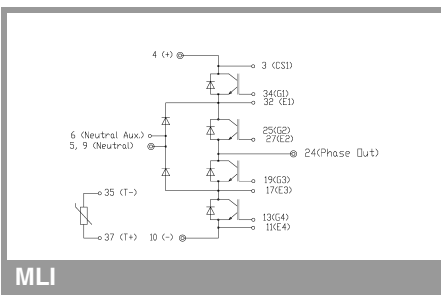 4 (+)
3 (CS1)
34(G1)
32 (E1)
6 (Neutral Aux.)
25(G2)
5, 9 (Neutral)
27(E2)
24(Phase Out)
19(G3)
35 (T-)
17(E3)
13(G4)
37 (T+)
10 (-)
11(E4)
MLI